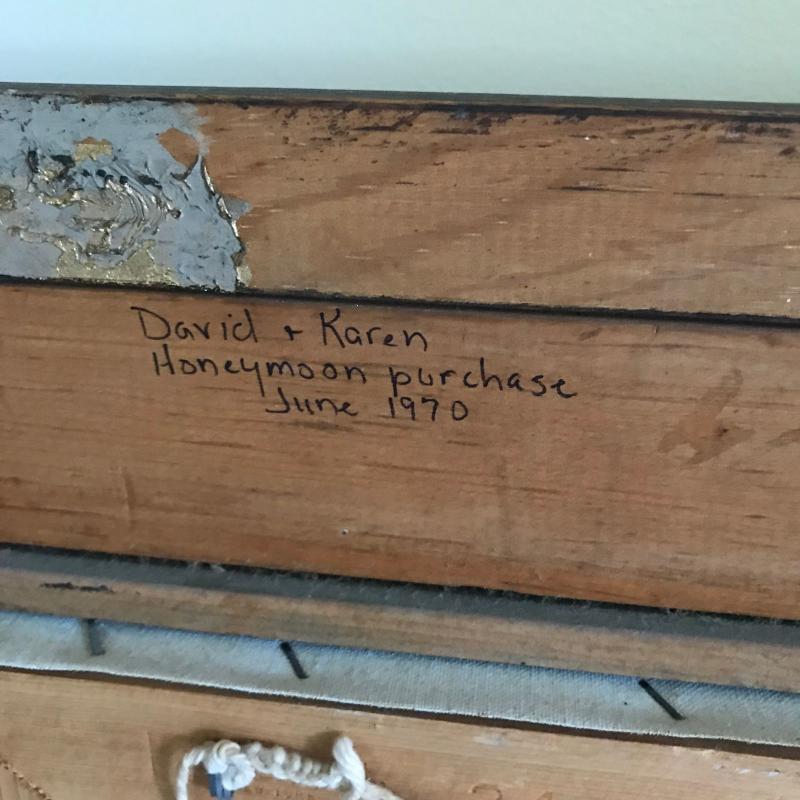 David + Karen
Honeymoon purchase
June 1970